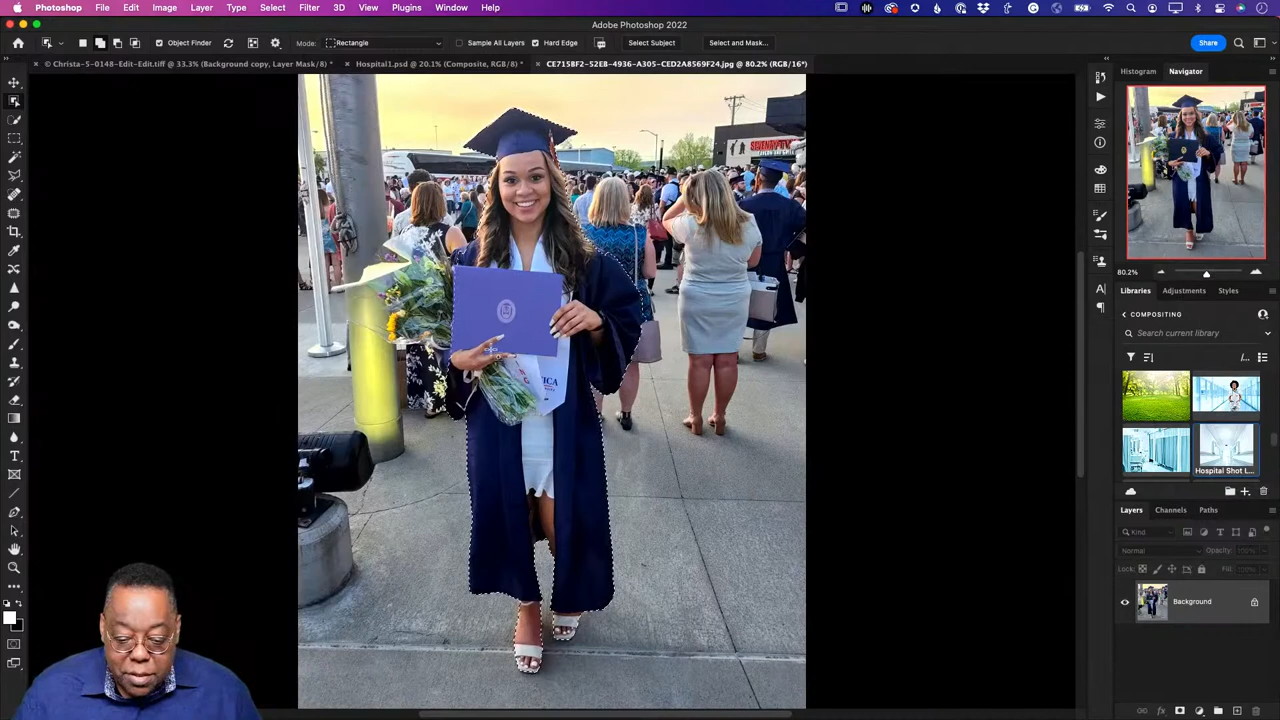 Photoshop File Edit Image Layer Type Select Filter 3D View Plugins Window Help
Adobe Photoshop 2022
Object Finder Mode: Rectangle Sample All Layers Hard Edge Select Subject Select and Mask... Share
© Christa-5-0148-Edit-Edit.tiff @ 33.3% (Background copy, Layer Mask/8) * Hospital1.psd @ 20.1% (Composite, RGB/8) * CE715BF2-52EB-4936-A305-CED2A8569F24.jpg @ 80.2% (RGB/16*)
Histogram Navigator
80.2%
Libraries Adjustments Styles
COMPOSITING
Search current library
Hospital Shot L...
Layers Channels Paths
Kind
Normal Opacity: 100%
Lock: Fill: 100%
Background